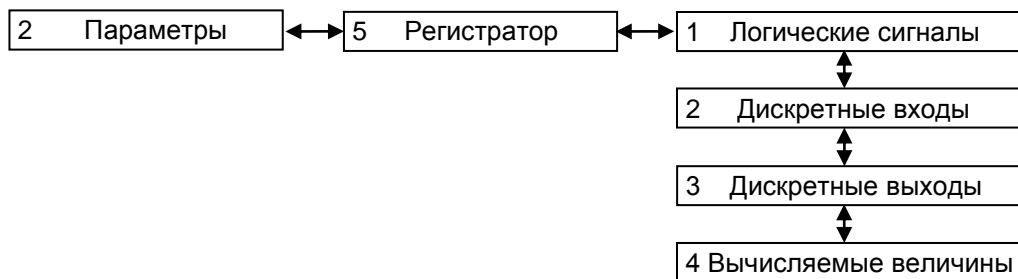 2 Параметры
5 Регистратор
1 Логические сигналы
2 Дискретные входы
3 Дискретные выходы
4 Вычисляемые величины